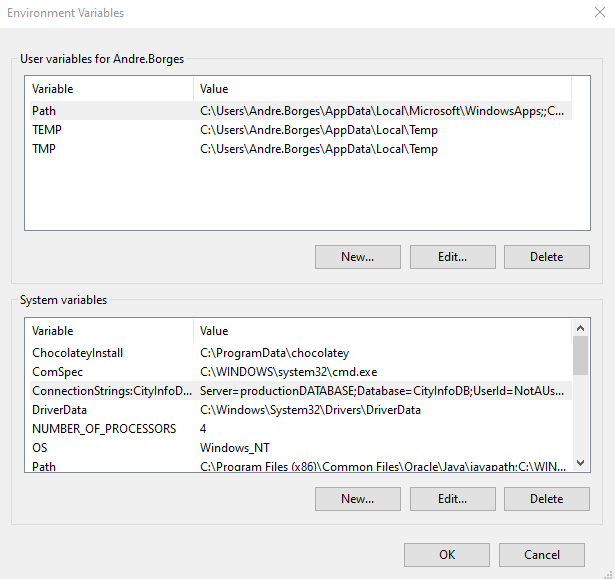 Environment Variables
User variables for Andre.Borges
Variable Value
Path C:\Users\Andre.Borges\AppData\Local\Microsoft\WindowsApps;;C...
TEMP C:\Users\Andre.Borges\AppData\Local\Temp
TMP C:\Users\Andre.Borges\AppData\Local\Temp
New... Edit... Delete
System variables
Variable Value
ChocolateyInstall C:\ProgramData\chocolatey
ComSpec C:\WINDOWS\system32\cmd.exe
ConnectionStrings:CityInfoD... Server=productionDATABASE;Database=CityInfoDB;UserId=NotAUs...
DriverData C:\Windows\System32\Drivers\DriverData
NUMBER_OF_PROCESSORS 4
OS Windows_NT
Path C:\Program Files (x86)\Common Files\Oracle\Java\javapath;C:\WIN...
New... Edit... Delete
OK Cancel